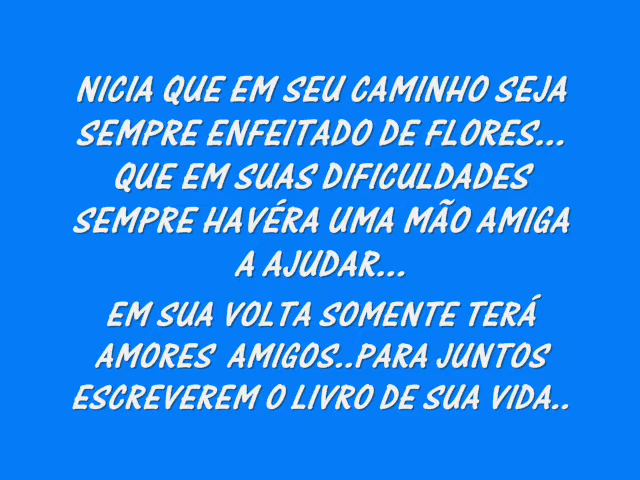 NICIA QUE EM SEU CAMINHO SEJA
SEMPRE ENFEITADO DE FLORES...
QUE EM SUAS DIFICULDADES
SEMPRE HAVÉRA UMA MÃO AMIGA
A AJUDAR...
EM SUA VOLTA SOMENTE TERÁ
AMORES  AMIGOS..PARA JUNTOS
ESCREVEREM O LIVRO DE SUA VIDA..